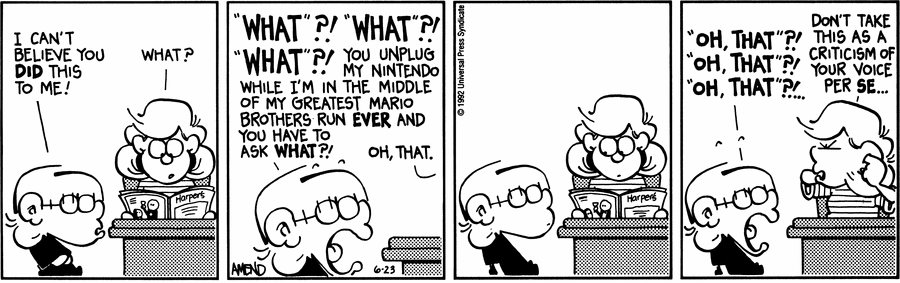 I CAN'T
BELIEVE YOU
DID THIS
TO ME!
WHAT?
Harper's
"WHAT"?! "WHAT"?!
"WHAT"?! YOU UNPLUG
MY NINTENDO
WHILE I'M IN THE MIDDLE
OF MY GREATEST MARIO
BROTHERS RUN EVER AND
YOU HAVE TO
ASK WHAT?!
OH, THAT.
AMEND
6-23
© 1992 Universal Press Syndicate
Harper's
"OH, THAT"?!
"OH, THAT"?!
"OH, THAT"?!...
DON'T TAKE
THIS AS A
CRITICISM OF
YOUR VOICE
PER SE...